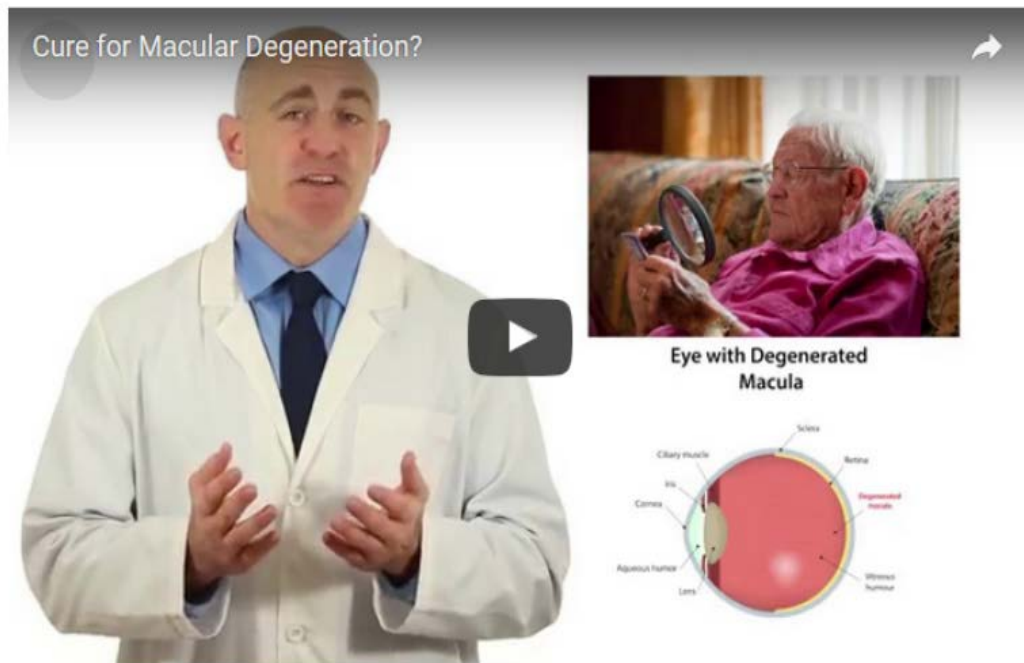 Cure for Macular Degeneration?
Eye with Degenerated
Macula
Sclera
Ciliary muscle
Retina
Iris
Cornea
Degenerated
macula
Aqueous humor
Vitreous
humour
Lens